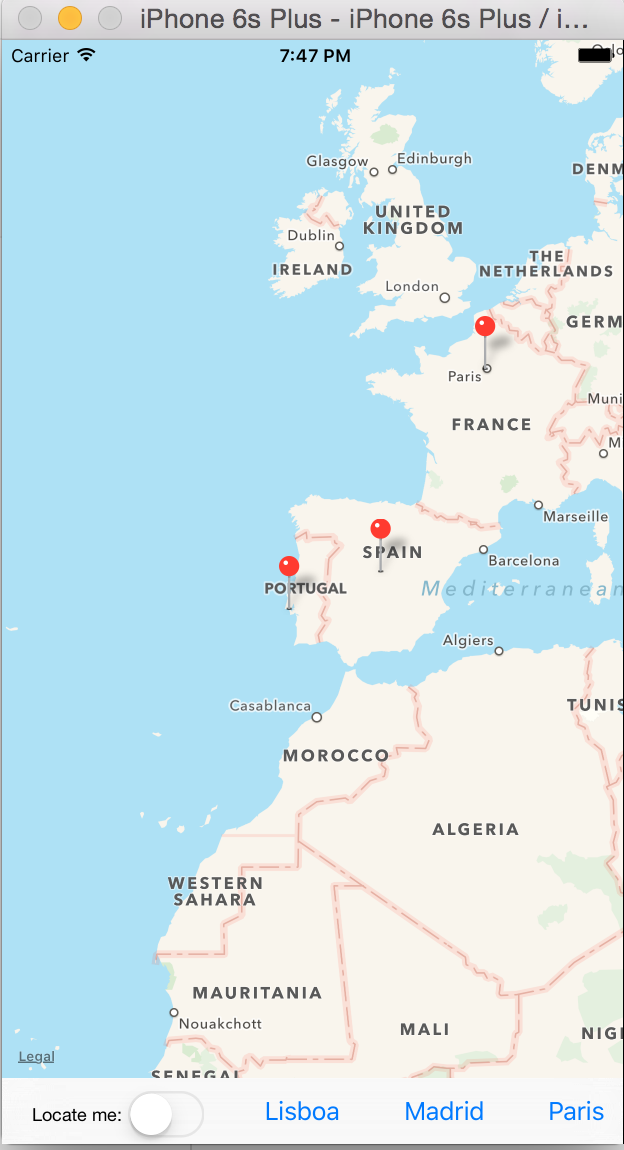 iPhone 6s Plus - iPhone 6s Plus / i...
Carrier
7:47 PM
Glasgow
Edinburgh
DENM
UNITED
KINGDOM
Dublin
IRELAND
THE
NETHERLANDS
London
GERM
Paris
Muni
FRANCE
M
Marseille
SPAIN
Barcelona
PORTUGAL
Mediterranean
Algiers
Casablanca
TUNIS
MOROCCO
ALGERIA
WESTERN
SAHARA
MAURITANIA
Nouakchott
MALI
NIG
Legal
SENEGAL
Locate me:
Lisboa
Madrid
Paris